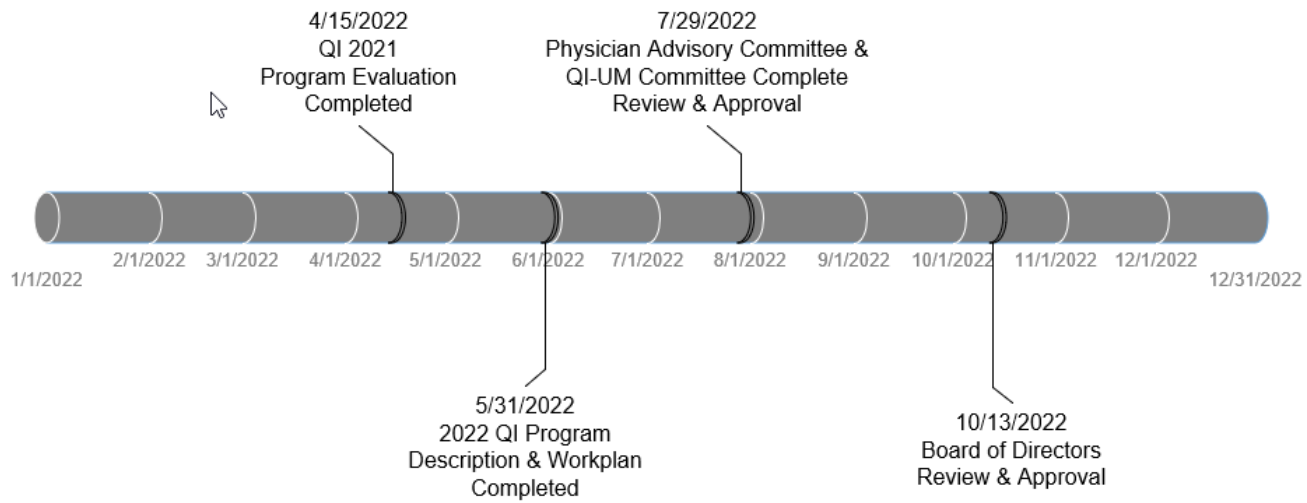 4/15/2022
QI 2021
Program Evaluation
Completed
7/29/2022
Physician Advisory Committee &
QI-UM Committee Complete
Review & Approval
1/1/2022
2/1/2022
3/1/2022
4/1/2022
5/1/2022
6/1/2022
7/1/2022
8/1/2022
9/1/2022
10/1/2022
11/1/2022
12/1/2022
12/31/2022
5/31/2022
2022 QI Program
Description & Workplan
Completed
10/13/2022
Board of Directors
Review & Approval